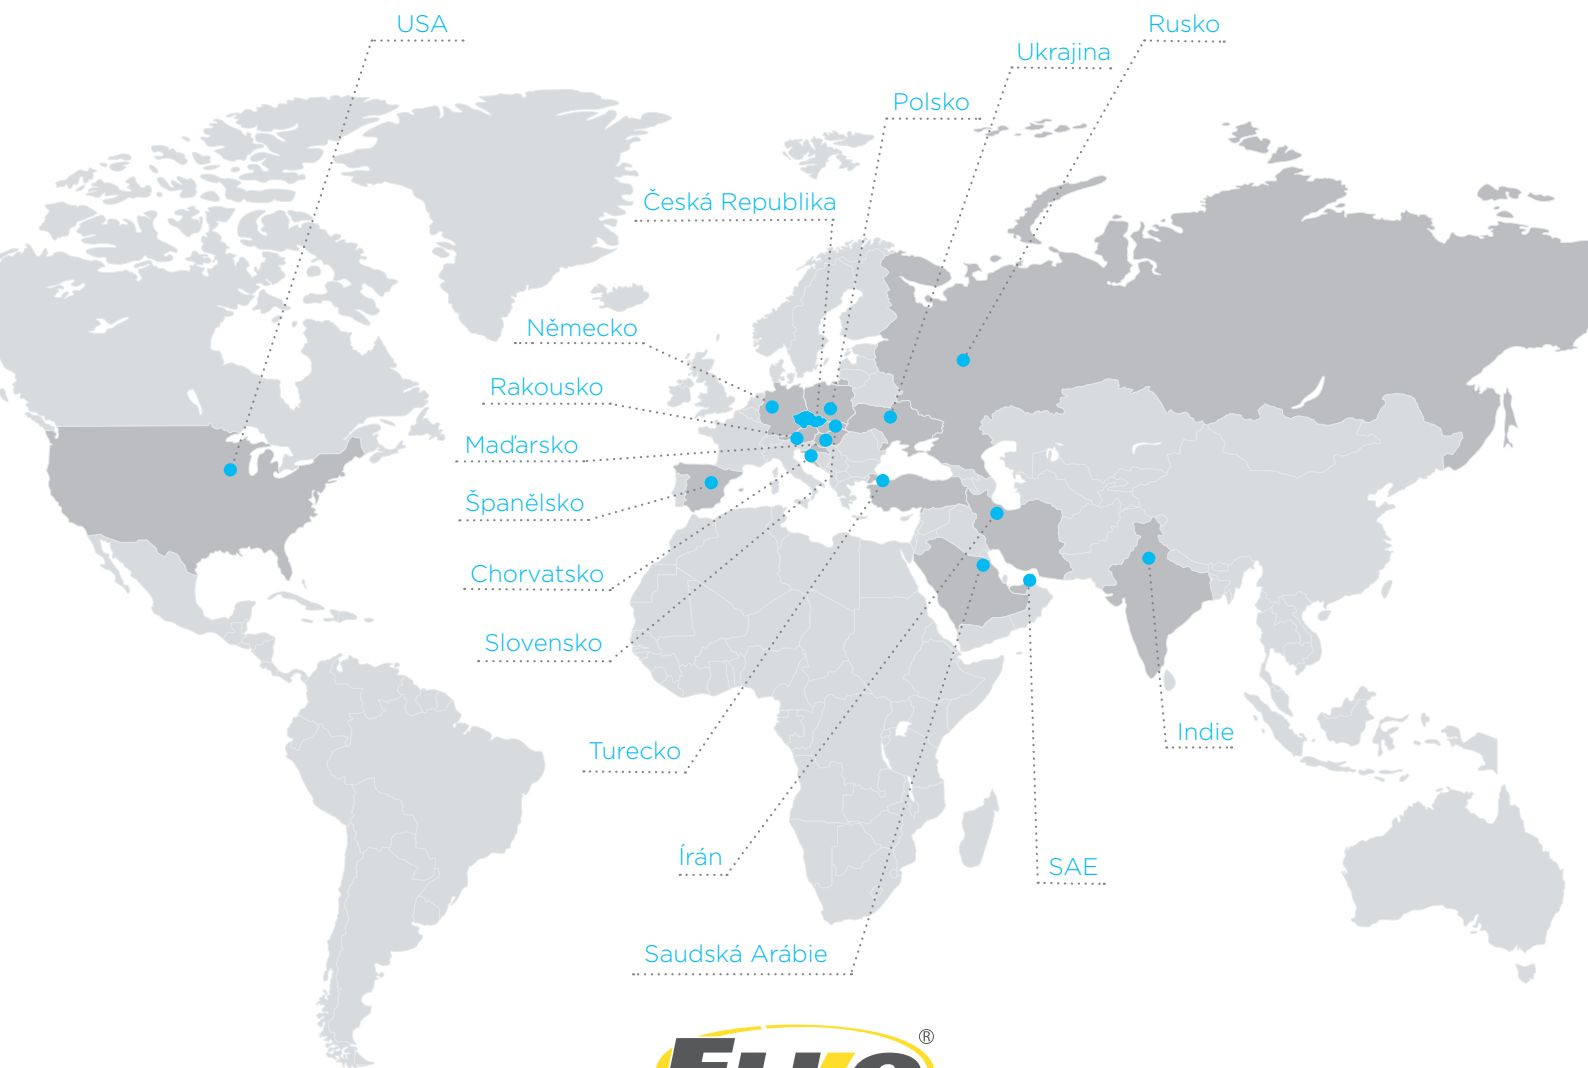 USA
Rusko
Ukrajina
Polsko
Česká Republika
Německo
Rakousko
Maďarsko
Španělsko
Chorvatsko
Slovensko
Turecko
Indie
Írán
SAE
Saudská Arábie
®